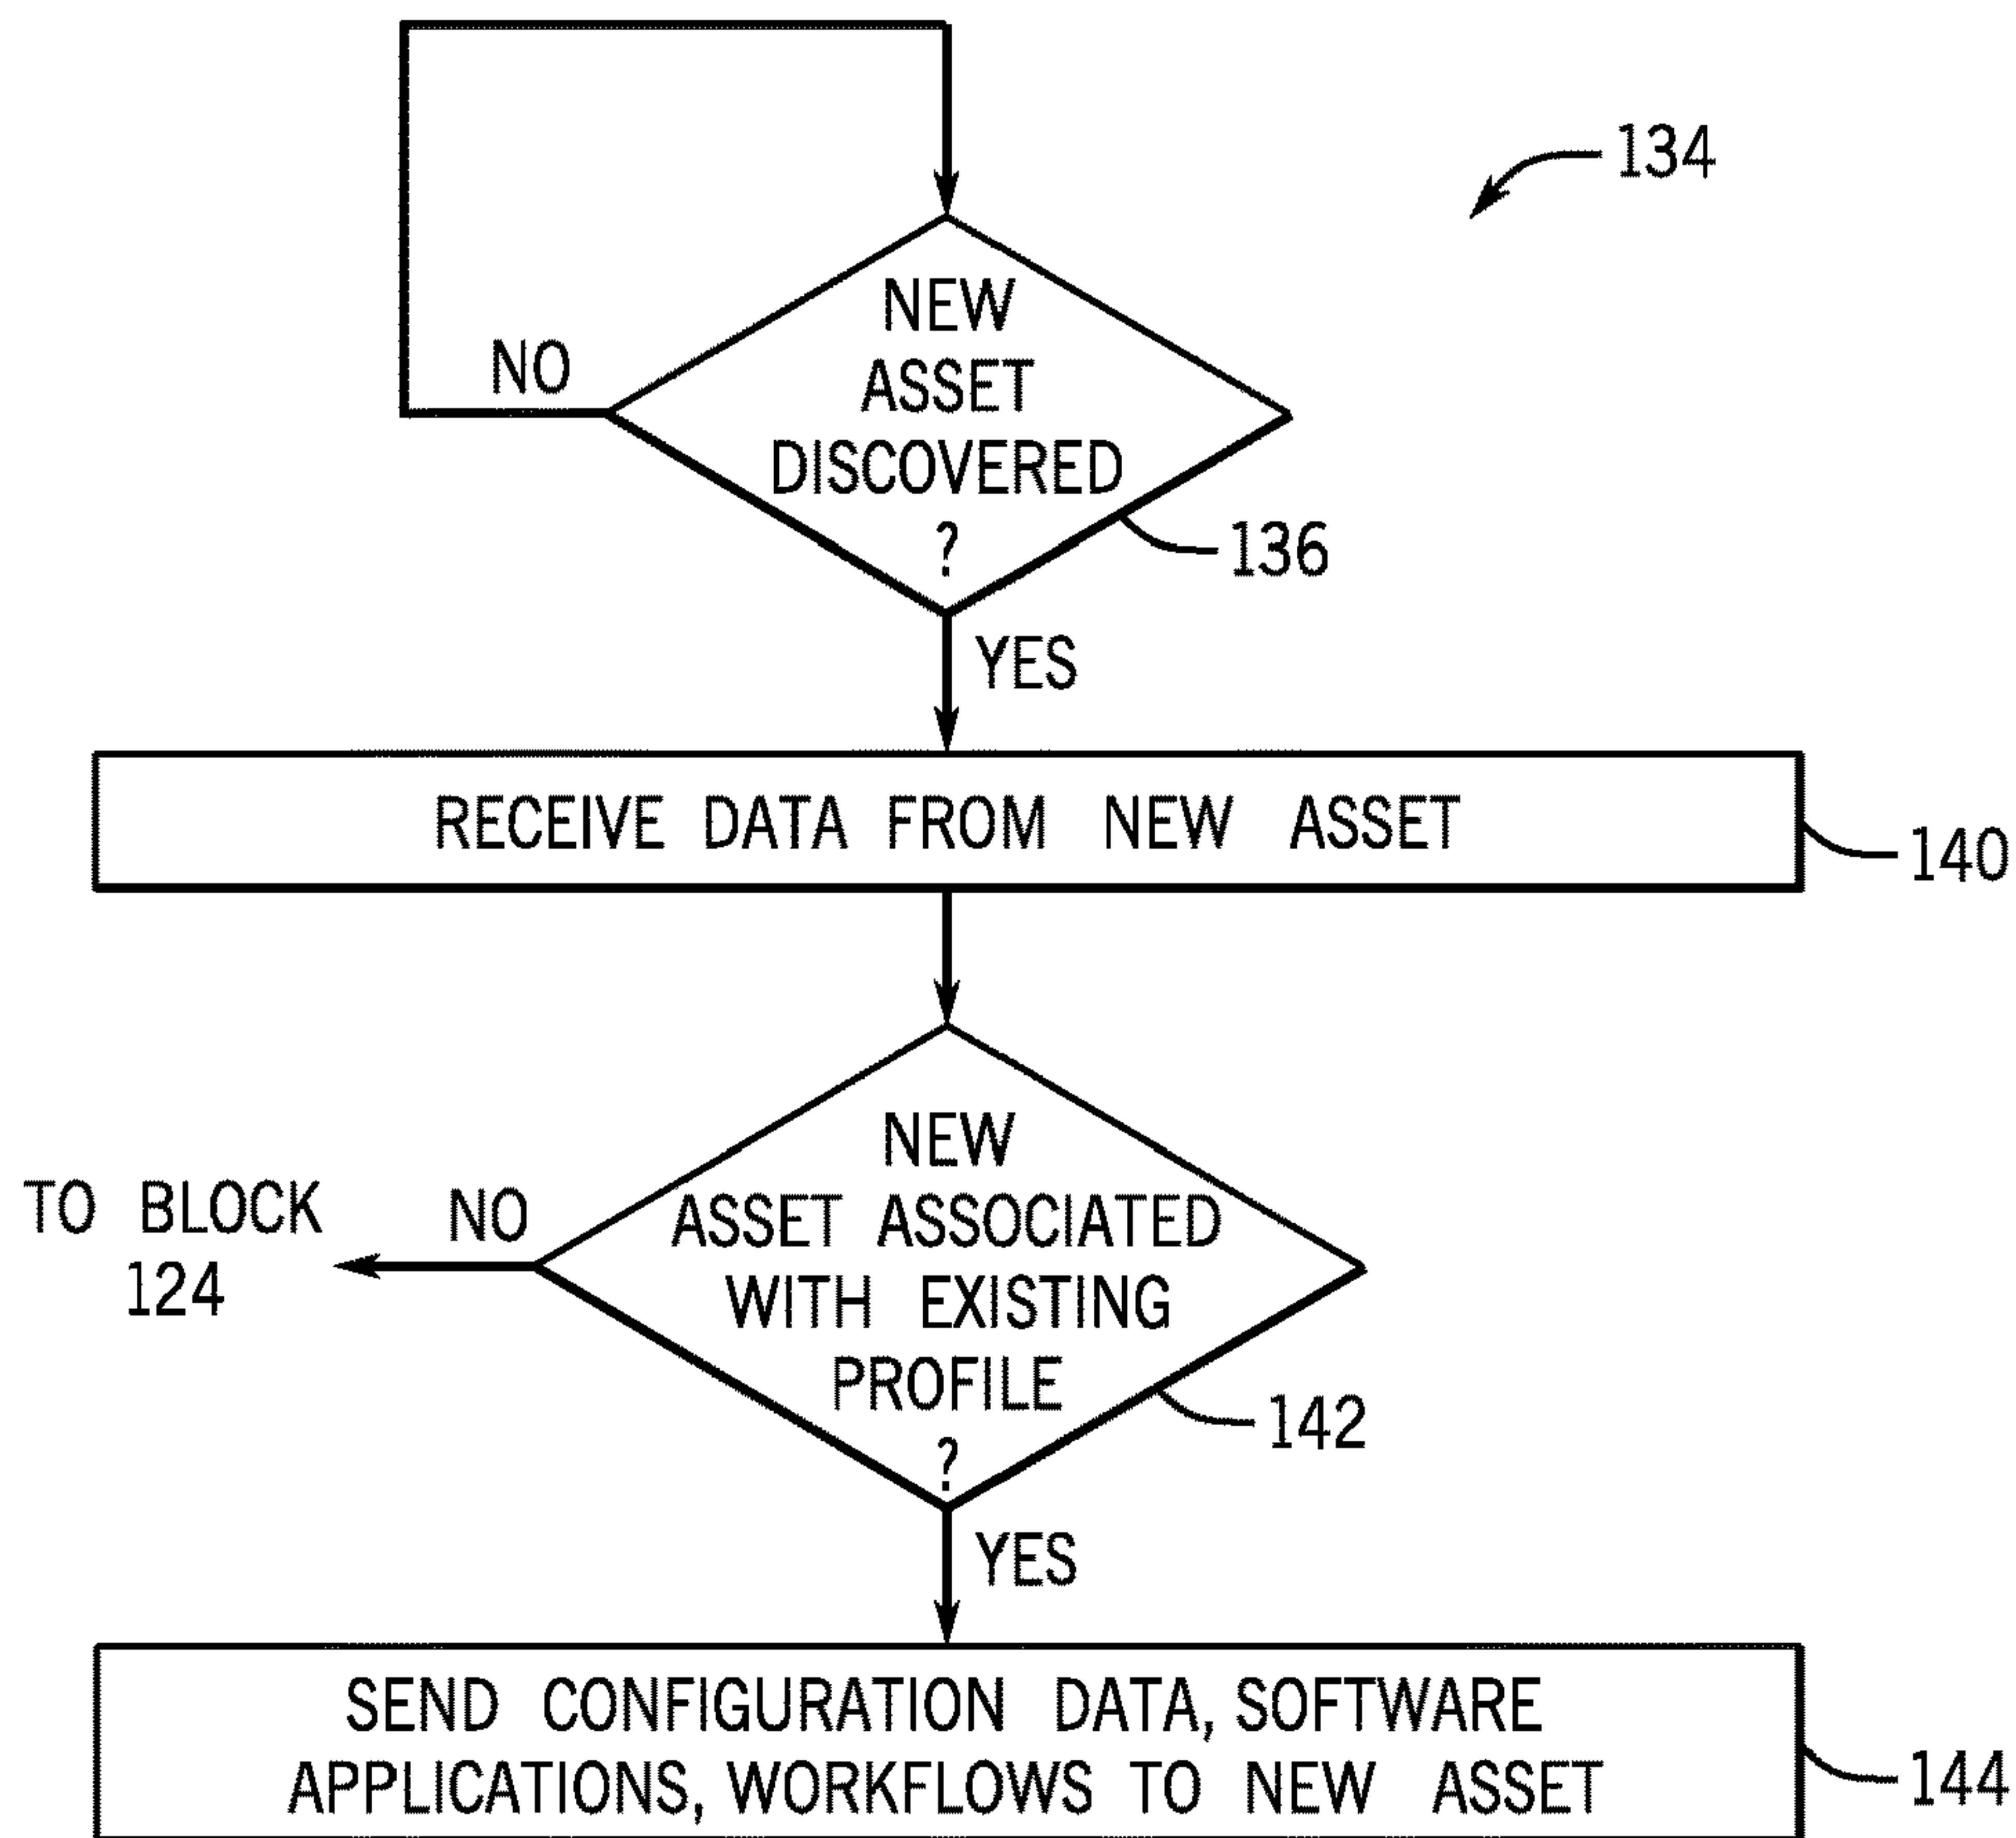 134
NEW
ASSET
DISCOVERED
?
NO
136
YES
RECEIVE DATA FROM NEW ASSET
140
NEW
ASSET ASSOCIATED
WITH EXISTING
PROFILE
?
NO
TO BLOCK
124
142
YES
SEND CONFIGURATION DATA, SOFTWARE
APPLICATIONS, WORKFLOWS TO NEW ASSET
144